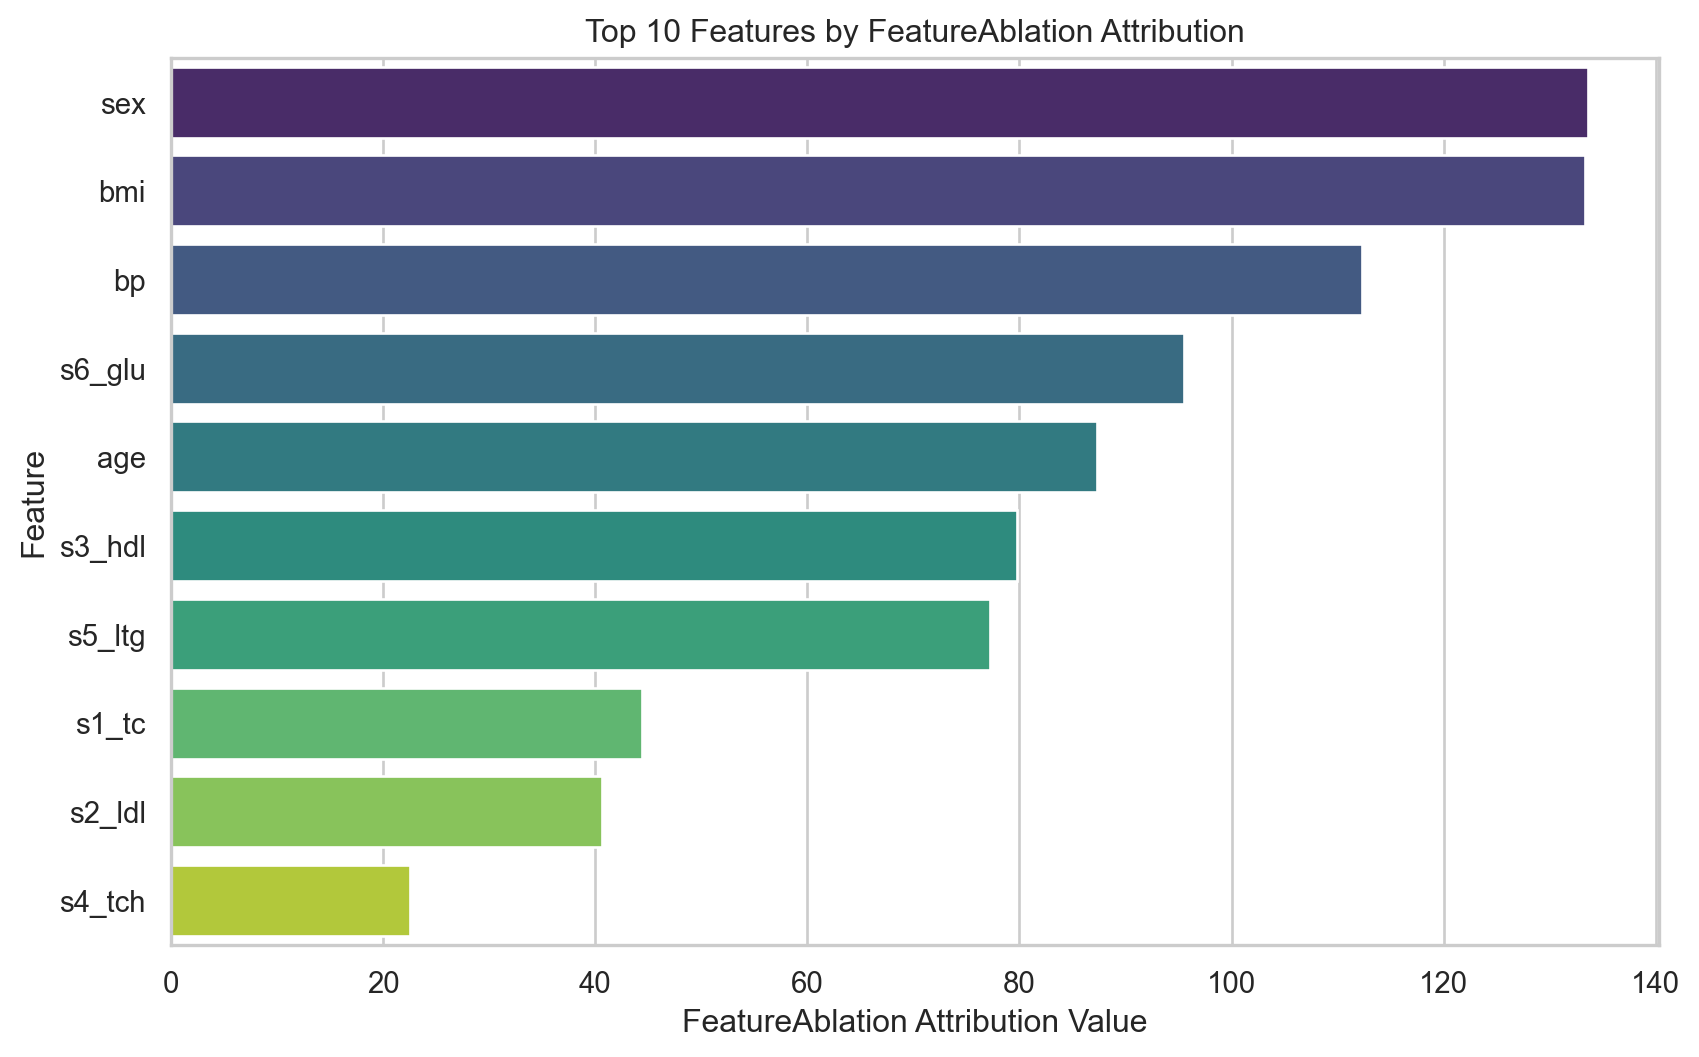 Top 10 Features by FeatureAblation Attribution
Feature
sex
bmi
bp
s6_glu
age
s3_hdl
s5_ltg
s1_tc
s2_ldl
s4_tch
0 20 40 60 80 100 120 140
FeatureAblation Attribution Value